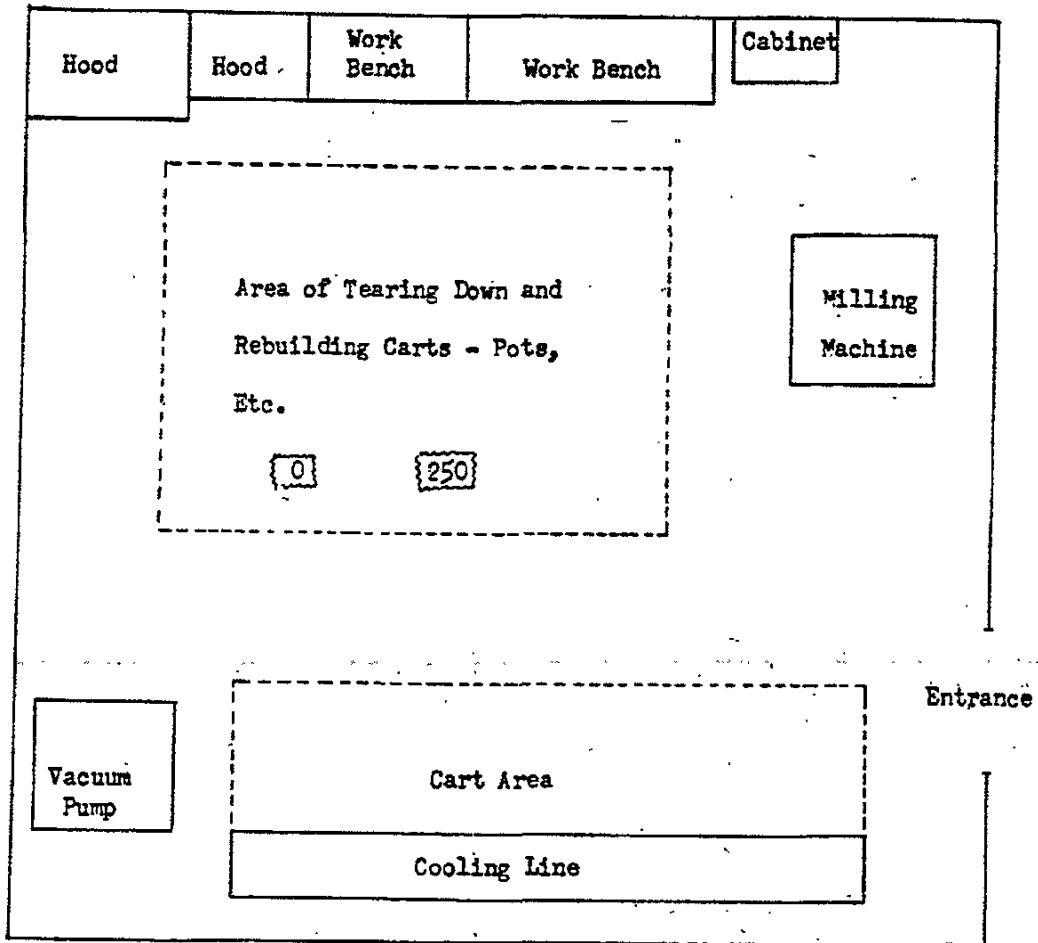 Hood
Hood
Work
Bench
Work Bench
Cabinet
Area of Tearing Down and
Rebuilding Carts - Pots,
Etc.
0
250
Milling
Machine
Entrance
Vacuum
Pump
Cart Area
Cooling Line